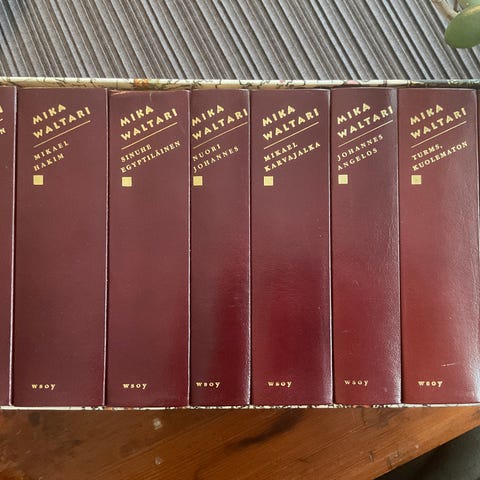 N
MIKA
WALTARI
MIKAEL
HAKIM
wsoy
MIKA
WALTARI
SINUHE
EGYPTILÄINEN
wsoy
MIKA
WALTARI
NUORI
JOHANNES
wsoy
MIKA
WALTARI
MIKAEL
KARVAJALKA
wsoy
MIKA
WALTARI
JOHANNES
ANGELOS
wsoy
MIKA
WALTARI
TURMS,
KUOLEMATON
wsoy